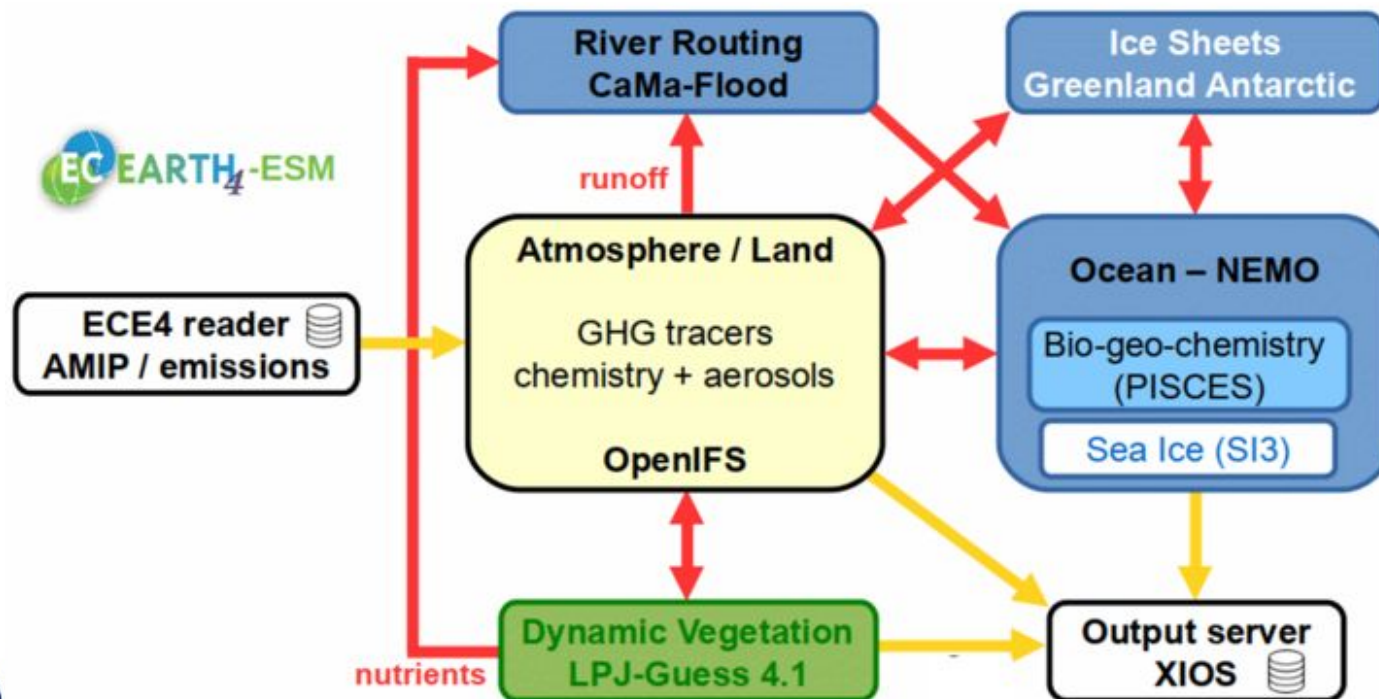 River Routing
CaMa-Flood
Ice Sheets
Greenland Antarctic
EC EARTH4-ESM
runoff
Atmosphere / Land
GHG tracers
chemistry + aerosols
OpenIFS
Ocean – NEMO
Bio-geo-chemistry
(PISCES)
Sea Ice (SI3)
ECE4 reader
AMIP / emissions
Dynamic Vegetation
LPJ-Guess 4.1
nutrients
Output server
XIOS